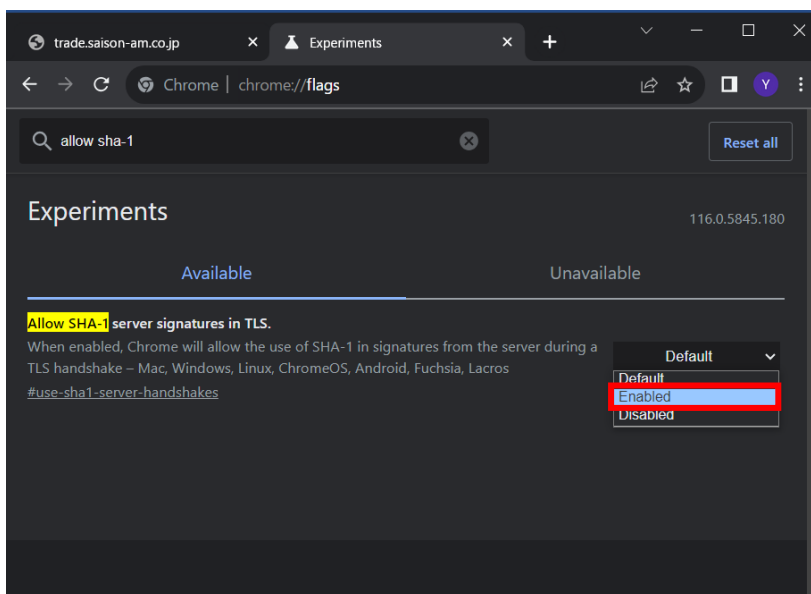 trade.saison-am.co.jp
Experiments
Chrome | chrome://flags
Y
allow sha-1
Reset all
Experiments
116.0.5845.180
Available
Unavailable
Allow SHA-1 server signatures in TLS.
When enabled, Chrome will allow the use of SHA-1 in signatures from the server during a
TLS handshake – Mac, Windows, Linux, ChromeOS, Android, Fuchsia, Lacros
#use-sha1-server-handshakes
Default
Default
Enabled
Disabled